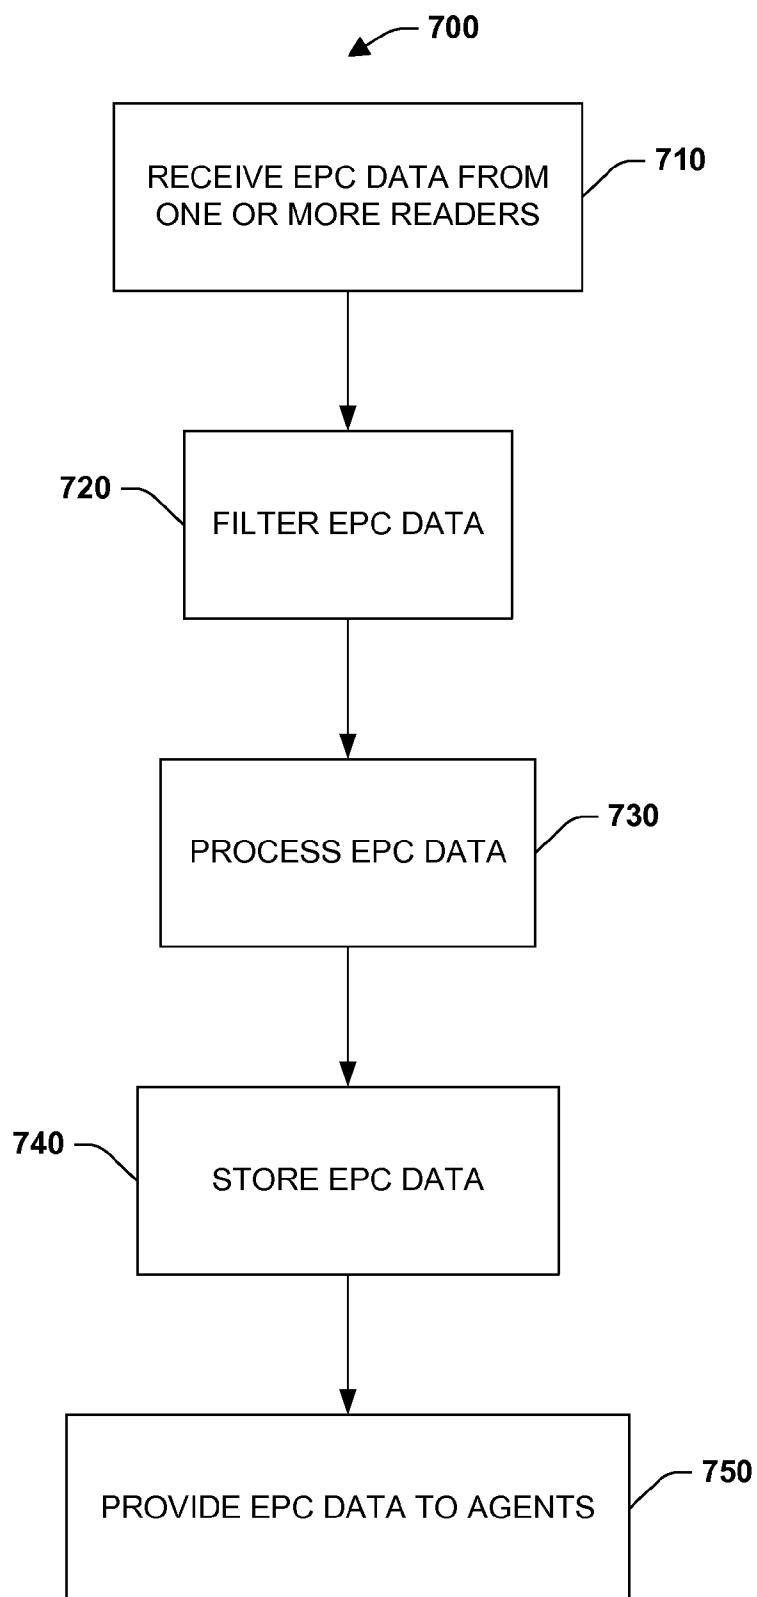 700
RECEIVE EPC DATA FROM
ONE OR MORE READERS
710
720
FILTER EPC DATA
PROCESS EPC DATA
730
740
STORE EPC DATA
PROVIDE EPC DATA TO AGENTS
750